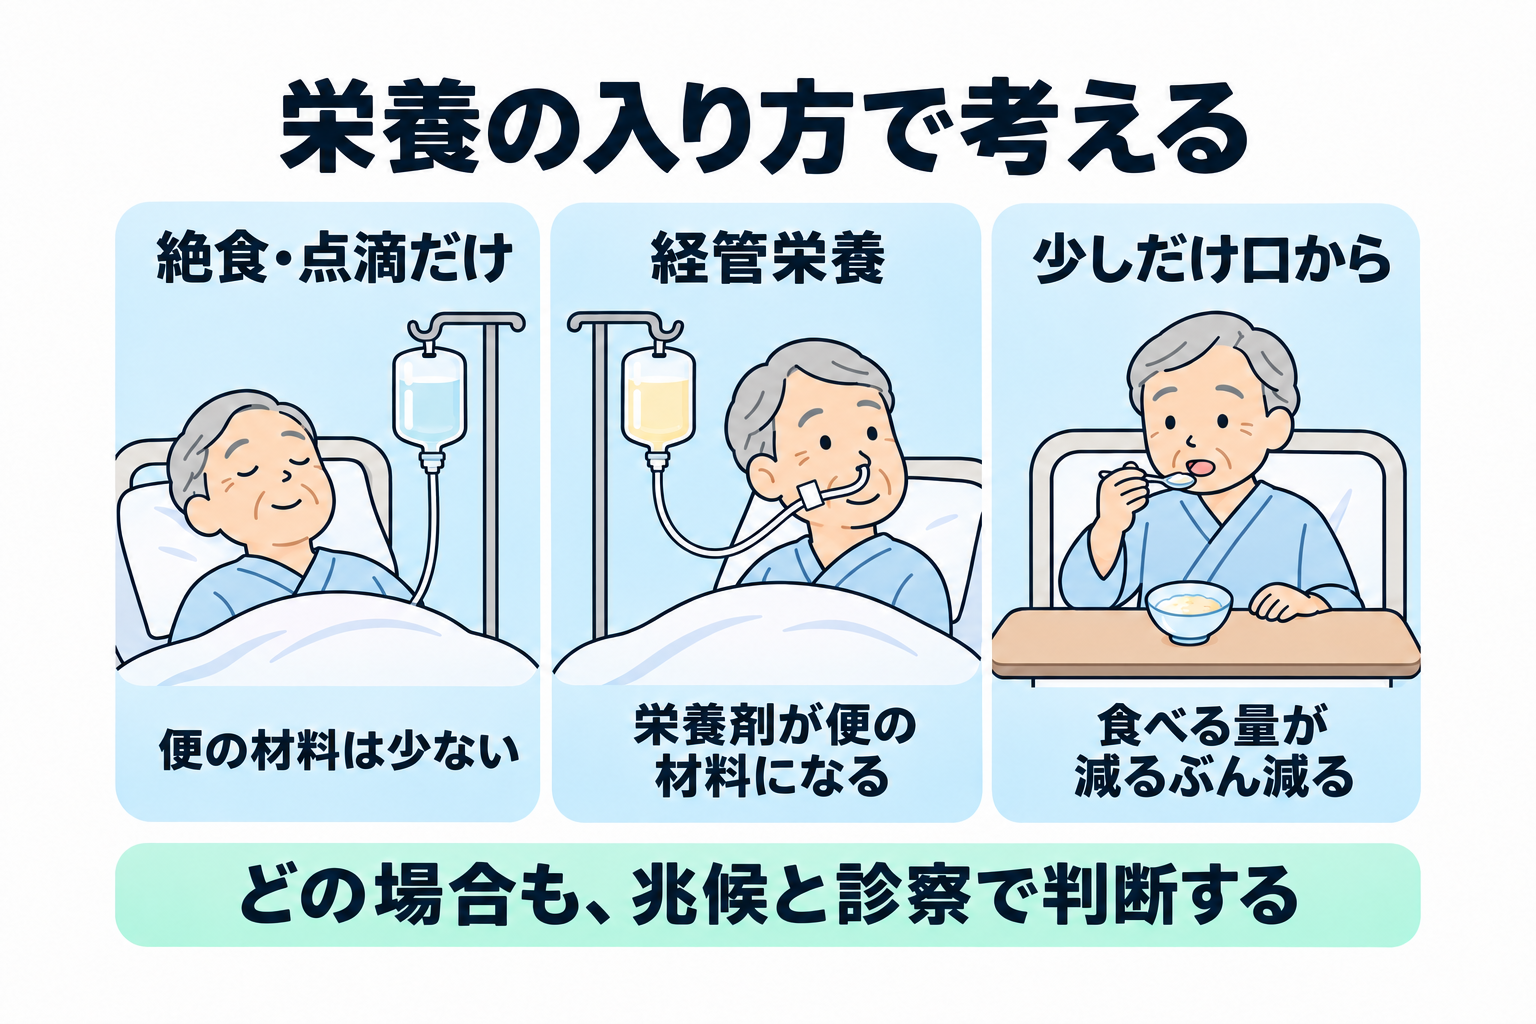 栄養の入り方で考える
絶食・点滴だけ
経管栄養
少しだけ口から
便の材料は少ない
栄養剤が便の
材料になる
食べる量が
減るぶん減る
どの場合も、兆候と診察で判断する